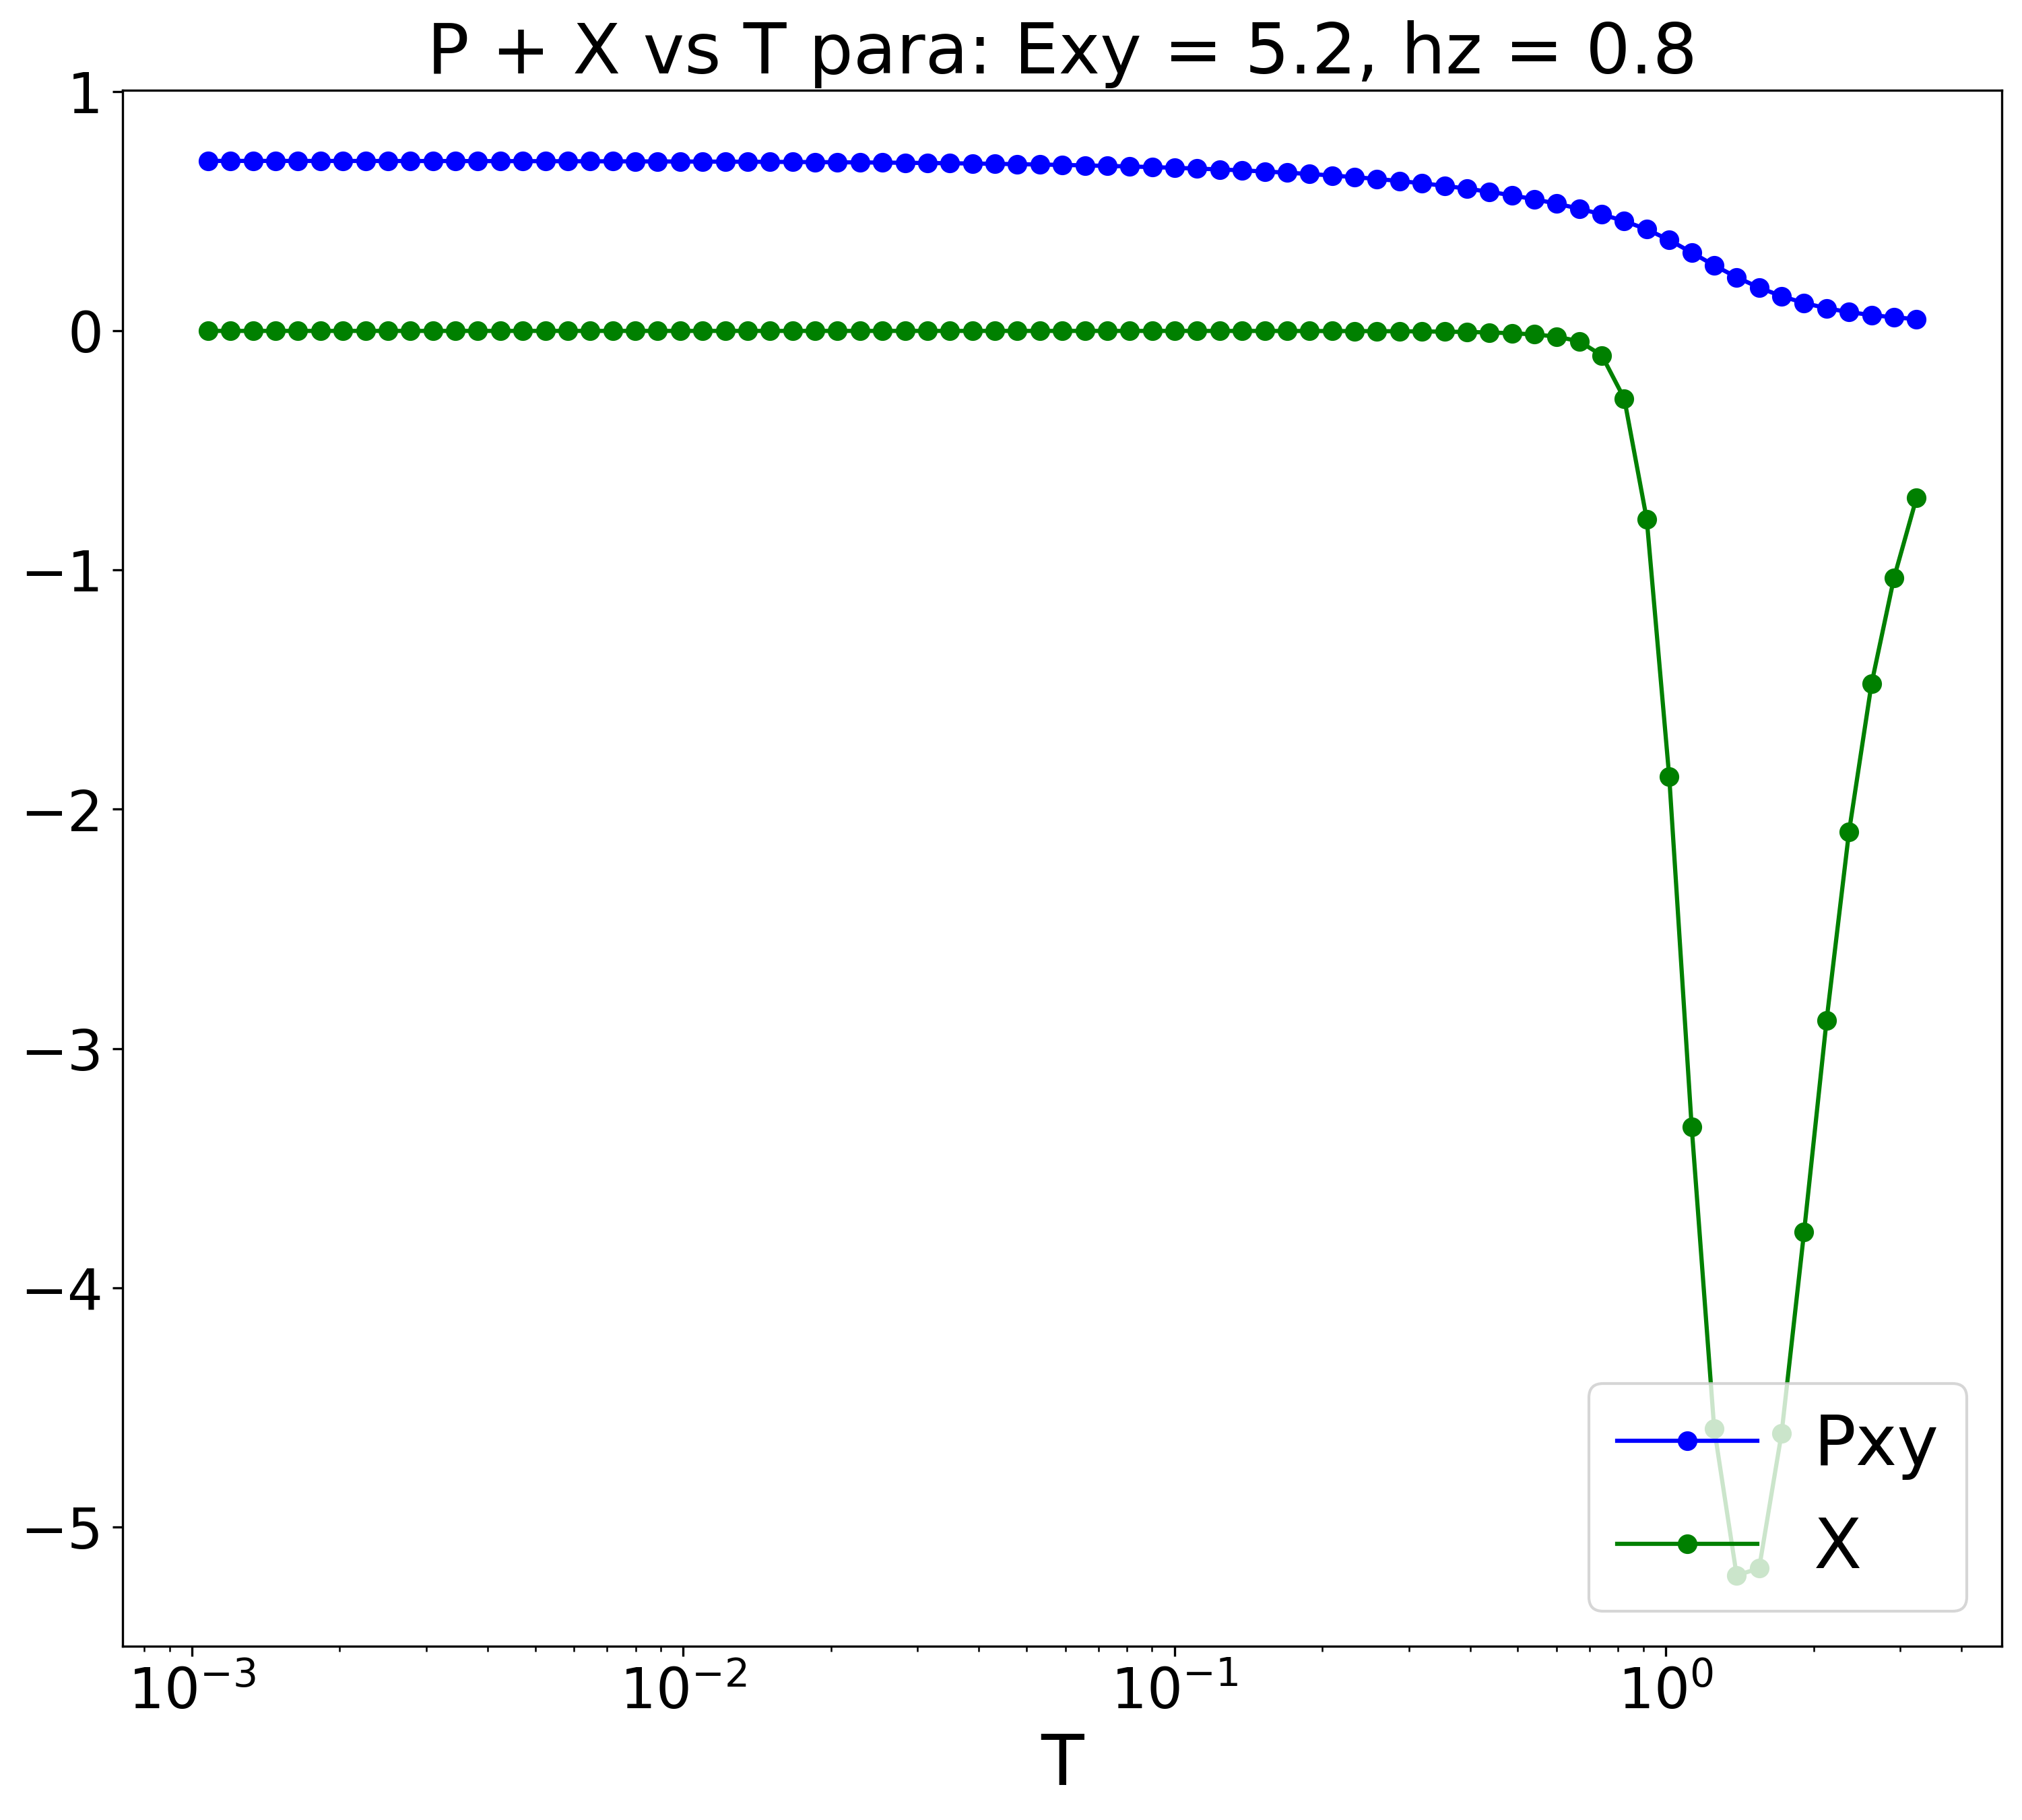 P + X vs T para: Exy = 5.2, hz = 0.8
1
0
−1
−2
−3
−4
−5
10⁻³ 10⁻² 10⁻¹ 10⁰
T
Pxy
X